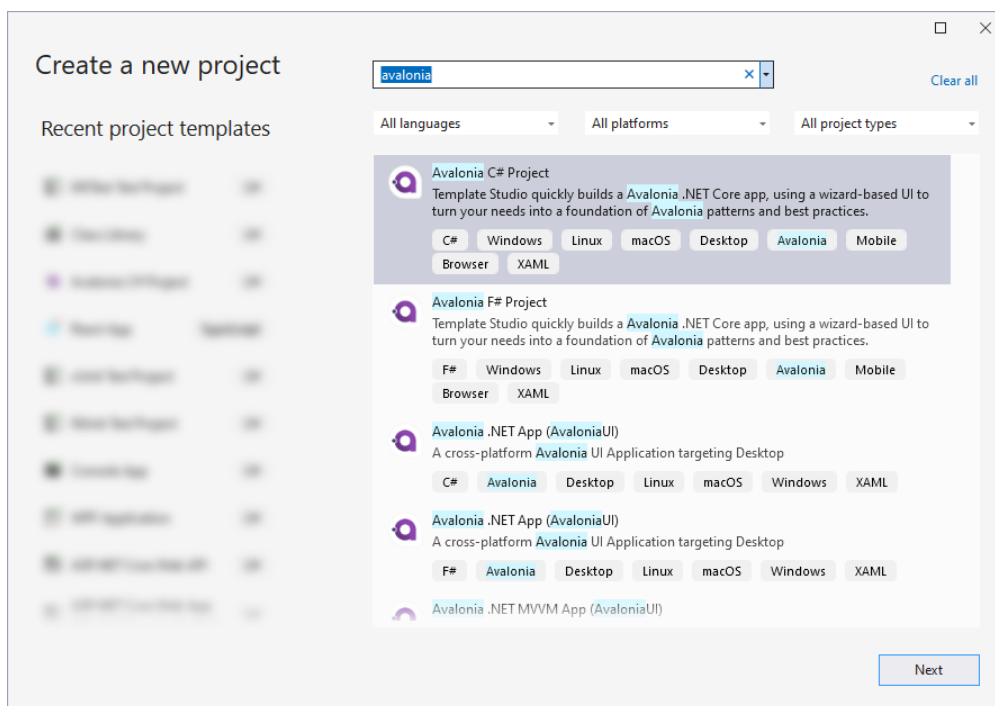 Create a new project
avalonia
Clear all
Recent project templates
All languages
All platforms
All project types
Avalonia C# Project
Template Studio quickly builds a Avalonia .NET Core app, using a wizard-based UI to
turn your needs into a foundation of Avalonia patterns and best practices.
C# Windows Linux macOS Desktop Avalonia Mobile
Browser XAML
Avalonia F# Project
Template Studio quickly builds a Avalonia .NET Core app, using a wizard-based UI to
turn your needs into a foundation of Avalonia patterns and best practices.
F# Windows Linux macOS Desktop Avalonia Mobile
Browser XAML
Avalonia .NET App (AvaloniaUI)
A cross-platform Avalonia UI Application targeting Desktop
C# Avalonia Desktop Linux macOS Windows XAML
Avalonia .NET App (AvaloniaUI)
A cross-platform Avalonia UI Application targeting Desktop
F# Avalonia Desktop Linux macOS Windows XAML
Avalonia .NET MVVM App (AvaloniaUI)
Next